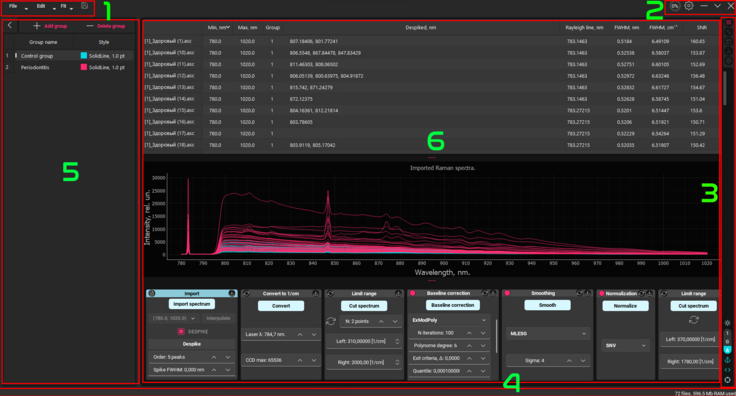 File Edit Fit
1
2
0%
Add group Delete group
Group name Style
1 Control group SolidLine, 1.0 pt
2 Periodontitis SolidLine, 1.0 pt
5
Min, nm Max, nm Group Despiked, nm Rayleigh line, nm FWHM, nm FWHM, cm⁻¹ SNR
[1]_Здоровый (1).asc 780.0 1020.0 1 807.18408, 801.77241 783.1463 0.5184 6.49109 160.65
[1]_Здоровый (10).asc 780.0 1020.0 1 806.5548, 867.84478, 847.83429 783.1463 0.52538 6.58037 153.87
[1]_Здоровый (11).asc 780.0 1020.0 1 811.46303, 808.06502 783.1463 0.52751 6.60105 152.69
[1]_Здоровый (12).asc 780.0 1020.0 1 806.05139, 800.63975, 804.91872 783.1463 0.52972 6.63246 156.48
[1]_Здоровый (13).asc 780.0 1020.0 1 815.742, 871.24279 783.1463 0.52832 6.61727 154.67
[1]_Здоровый (14).asc 780.0 1020.0 1 872.12375 783.1463 0.52628 6.58745 151.04
[1]_Здоровый (15).asc 780.0 1020.0 1 804.16361, 812.21814 783.27215 0.5201 6.51447 153.6
[1]_Здоровый (16).asc 780.0 1020.0 1 803.78605 783.27215 0.5206 6.51921 150.71
[1]_Здоровый (17).asc 780.0 1020.0 1 783.27215 0.52229 6.54264 151.29
[1]_Здоровый (18).asc 780.0 1020.0 1 803.9119, 805.17042 783.27215 0.52035 6.51807 150.42
6
Imported Raman spectra.
Intensity, rel. un.
30000
25000
20000
15000
10000
5000
0
780 790 800 810 820 830 840 850 860 870 880 890 900 910 920 930 940 950 960 970 980 990 1000 1010 1020
Wavelength, nm.
3
Import
Import spectrum
[780.0; 1020.0] Interpolate
DESPIKE
Despike
Order: 5 peaks
Spike FWHM: 0,000 nm
Convert to 1/cm
Convert
Laser λ: 784,7 nm.
CCD max: 65536
Limit range
Cut spectrum
N: 2 points
Left: 310,00000 [1/cm]
Right: 2000,00 [1/cm]
Baseline correction
Baseline correction
ExModPoly
N iterations: 100
Polynome degree: 6
Exit criteria, Δ: 0,0000
Quantile: 0,00010000
Smoothing
Smooth
MLESG
Sigma: 4
Normalization
Normalize
SNV
Limit range
Cut spectrum
Left: 370,00000 [1/cm]
Right: 1780,00 [1/cm]
4
1
0
72 files. 596.5 Mb RAM used